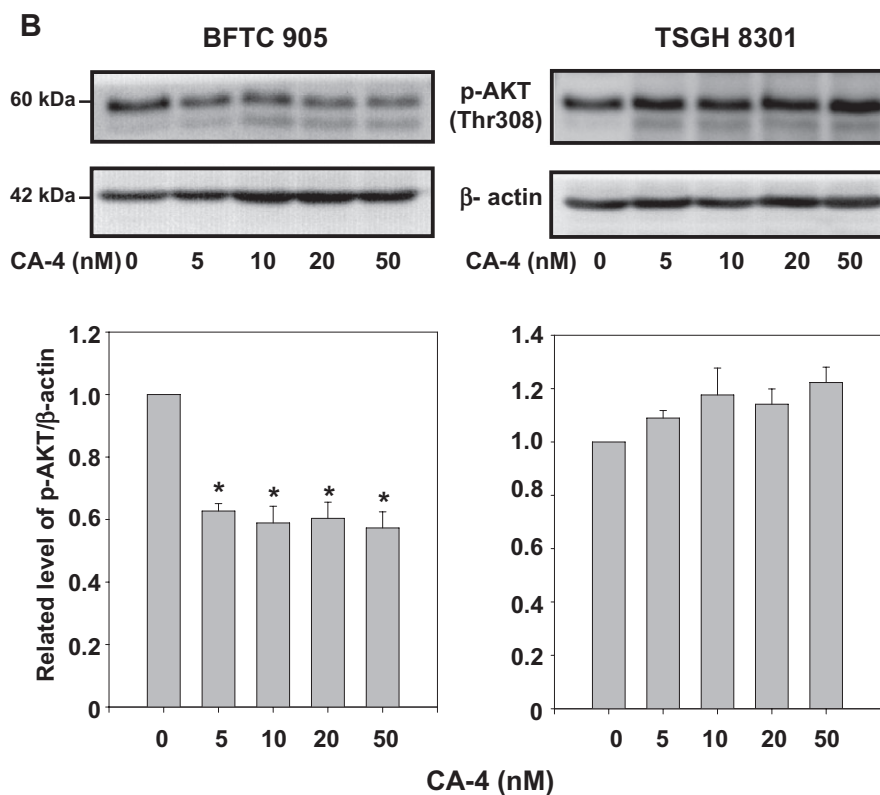 B
BFTC 905
TSGH 8301
60 kDa
p-AKT
(Thr308)
42 kDa
β- actin
CA-4 (nM) 0 5 10 20 50
CA-4 (nM) 0 5 10 20 50
Related level of p-AKT/β-actin
1.2
1.0
0.8
0.6
0.4
0.2
0
* * * *
0 5 10 20 50
1.4
1.2
1.0
0.8
0.6
0.4
0.2
0
0 5 10 20 50
CA-4 (nM)